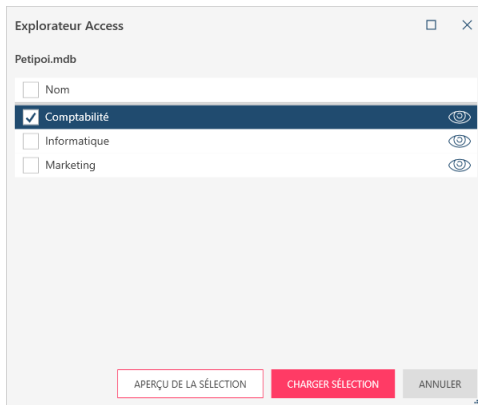 Explorateur Access
Petipoi.mdb
Nom
Comptabilité
Informatique
Marketing
APERÇU DE LA SÉLECTION CHARGER SÉLECTION ANNULER